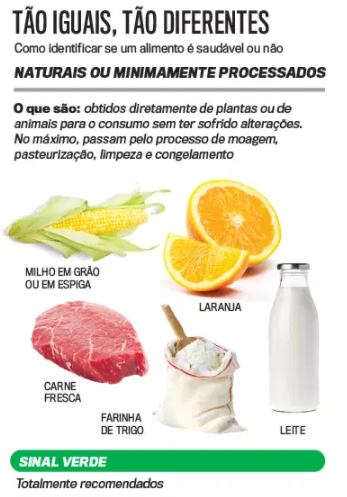 TÃO IGUAIS, TÃO DIFERENTES
Como identificar se um alimento é saudável ou não
NATURAIS OU MINIMAMENTE PROCESSADOS
O que são: obtidos diretamente de plantas ou de
animais para o consumo sem ter sofrido alterações.
No máximo, passam pelo processo de moagem,
pasteurização, limpeza e congelamento
MILHO EM GRÃO
OU EM ESPIGA
LARANJA
CARNE
FRESCA
FARINHA
DE TRIGO
LEITE
SINAL VERDE
Totalmente recomendados